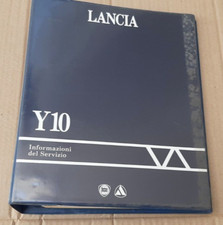 LANCIA
Y10
Informazioni
del Servizio